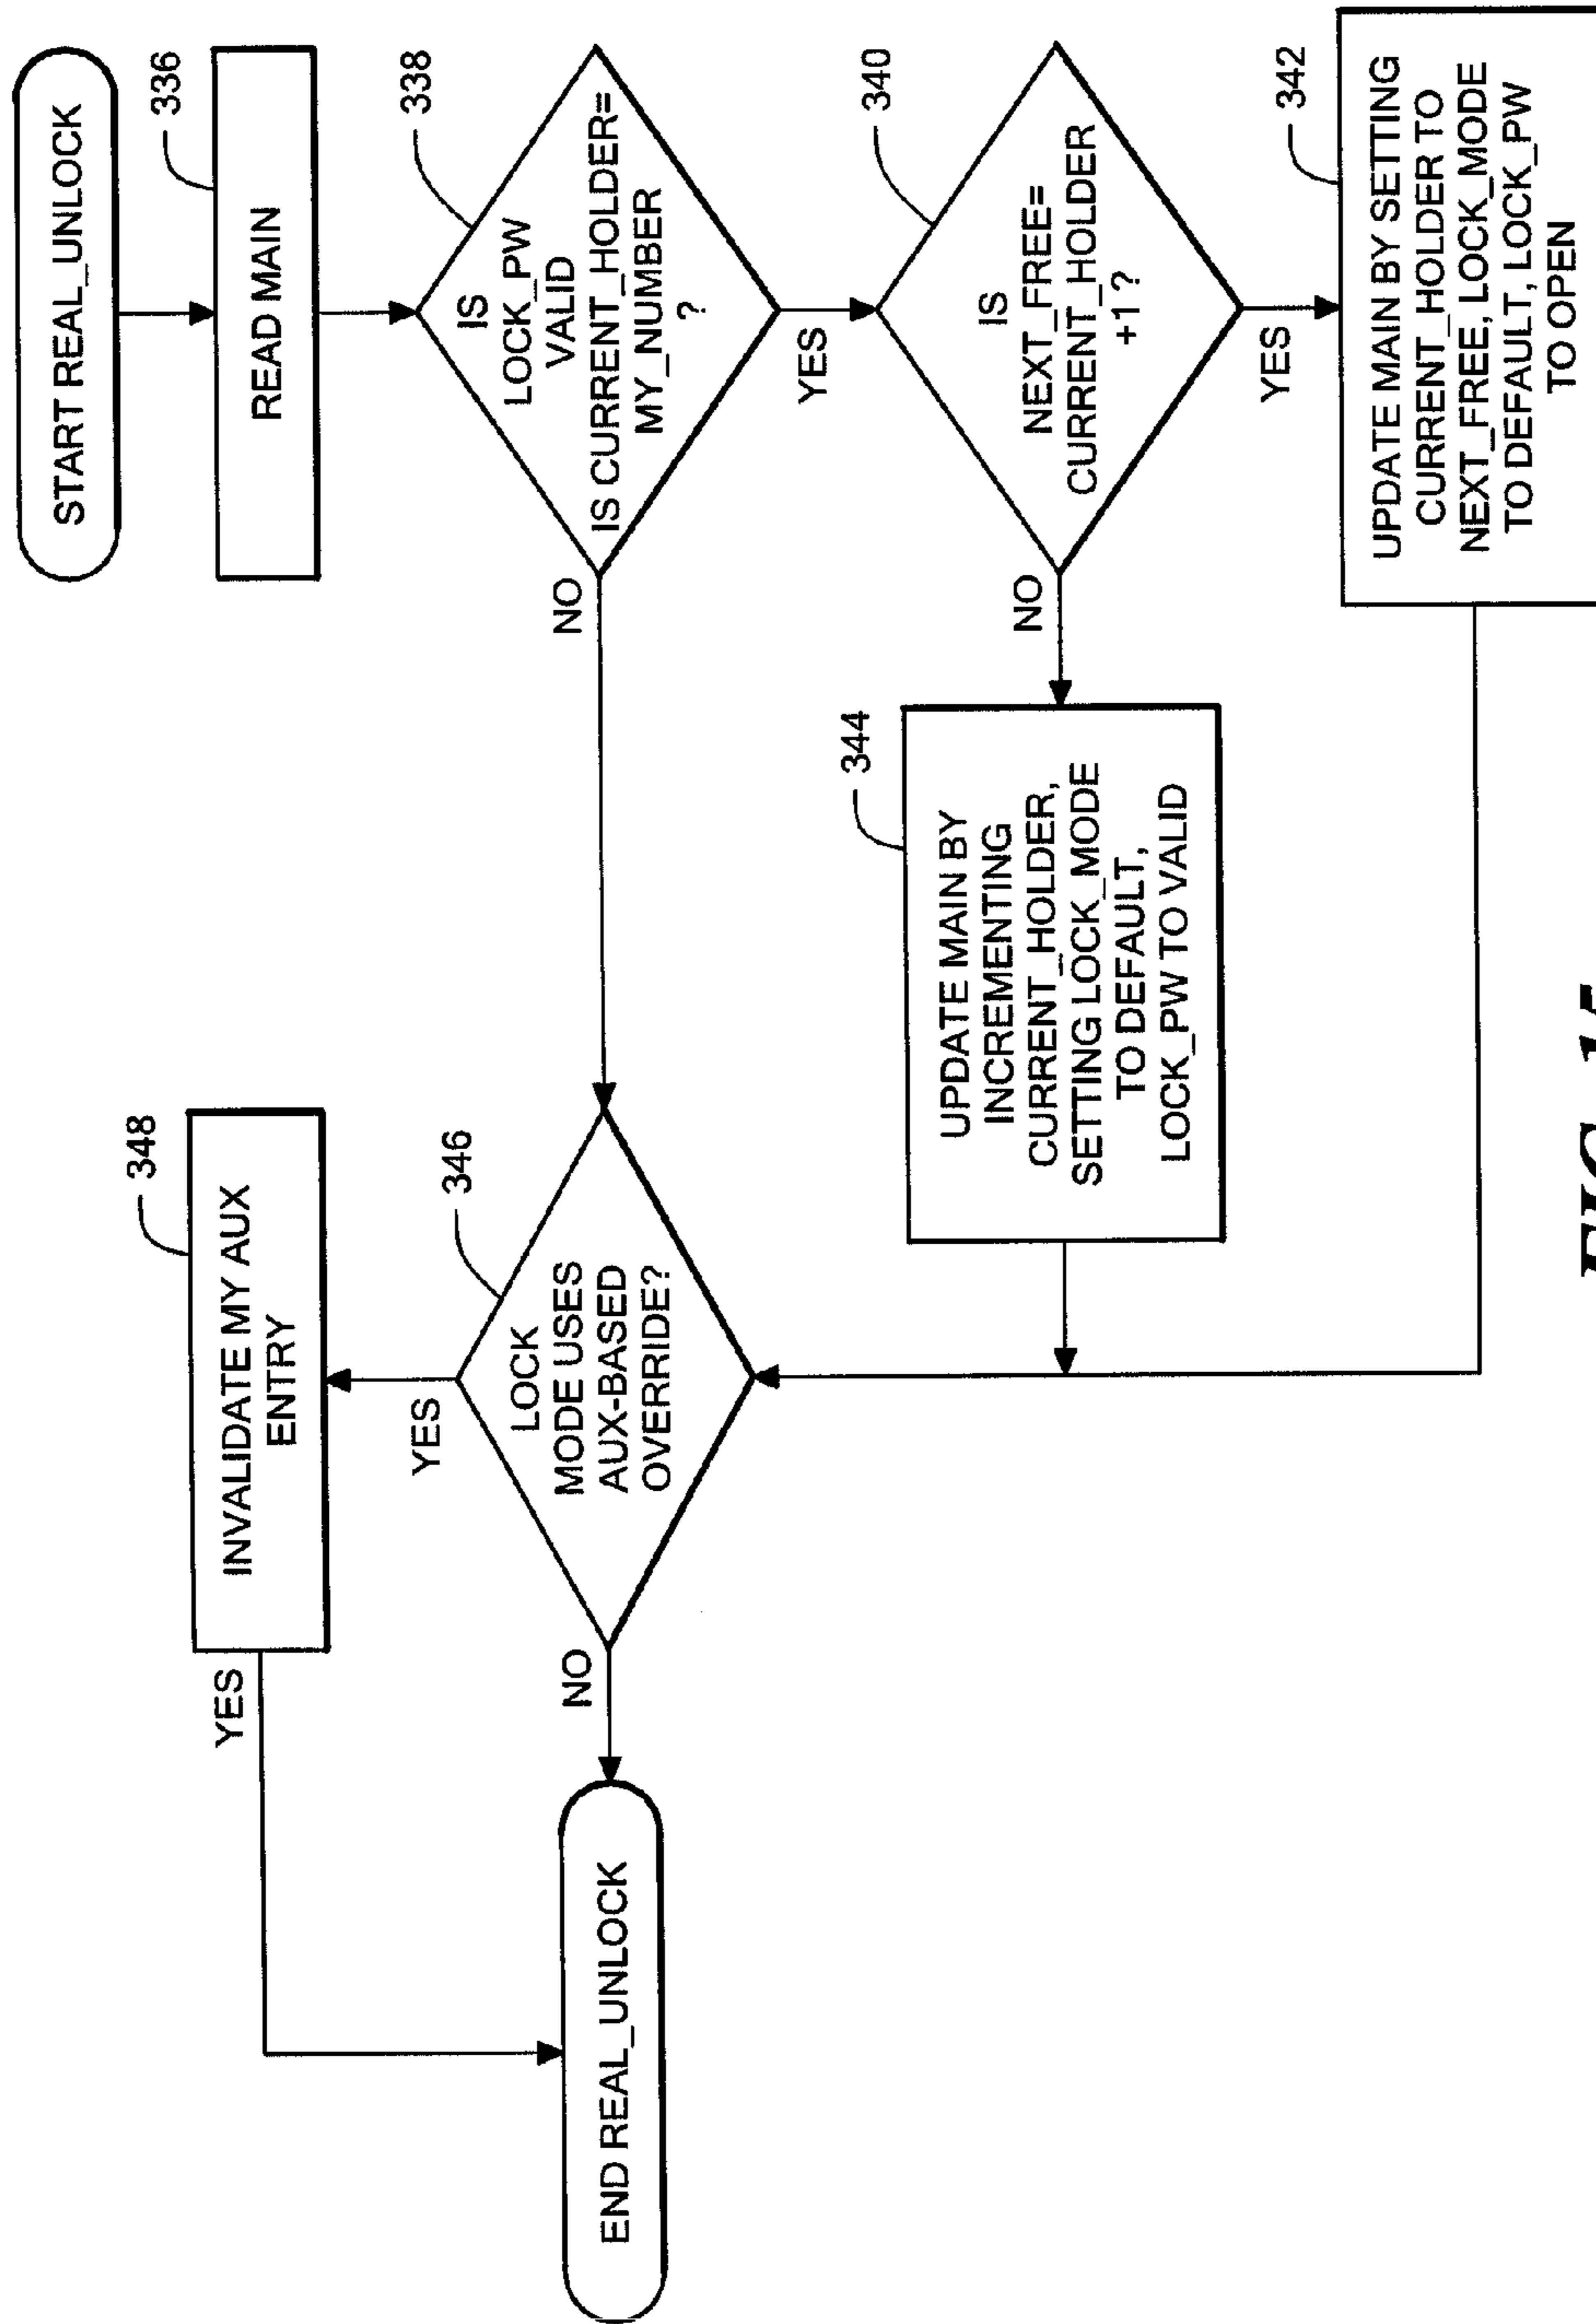 START REAL_UNLOCK
336
READ MAIN
338
IS
LOCK_PW
VALID
IS CURRENT_HOLDER=
MY_NUMBER
?
NO
YES
340
IS
NEXT_FREE=
CURRENT_HOLDER
+1?
NO
YES
342
UPDATE MAIN BY SETTING
CURRENT_HOLDER TO
NEXT_FREE, LOCK_MODE
TO DEFAULT, LOCK_PW
TO OPEN
344
UPDATE MAIN BY
INCREMENTING
CURRENT_HOLDER,
SETTING LOCK_MODE
TO DEFAULT,
LOCK_PW TO VALID
346
LOCK
MODE USES
AUX-BASED
OVERRIDE?
YES
NO
348
INVALIDATE MY AUX
ENTRY
YES
END REAL_UNLOCK
FIG. 15